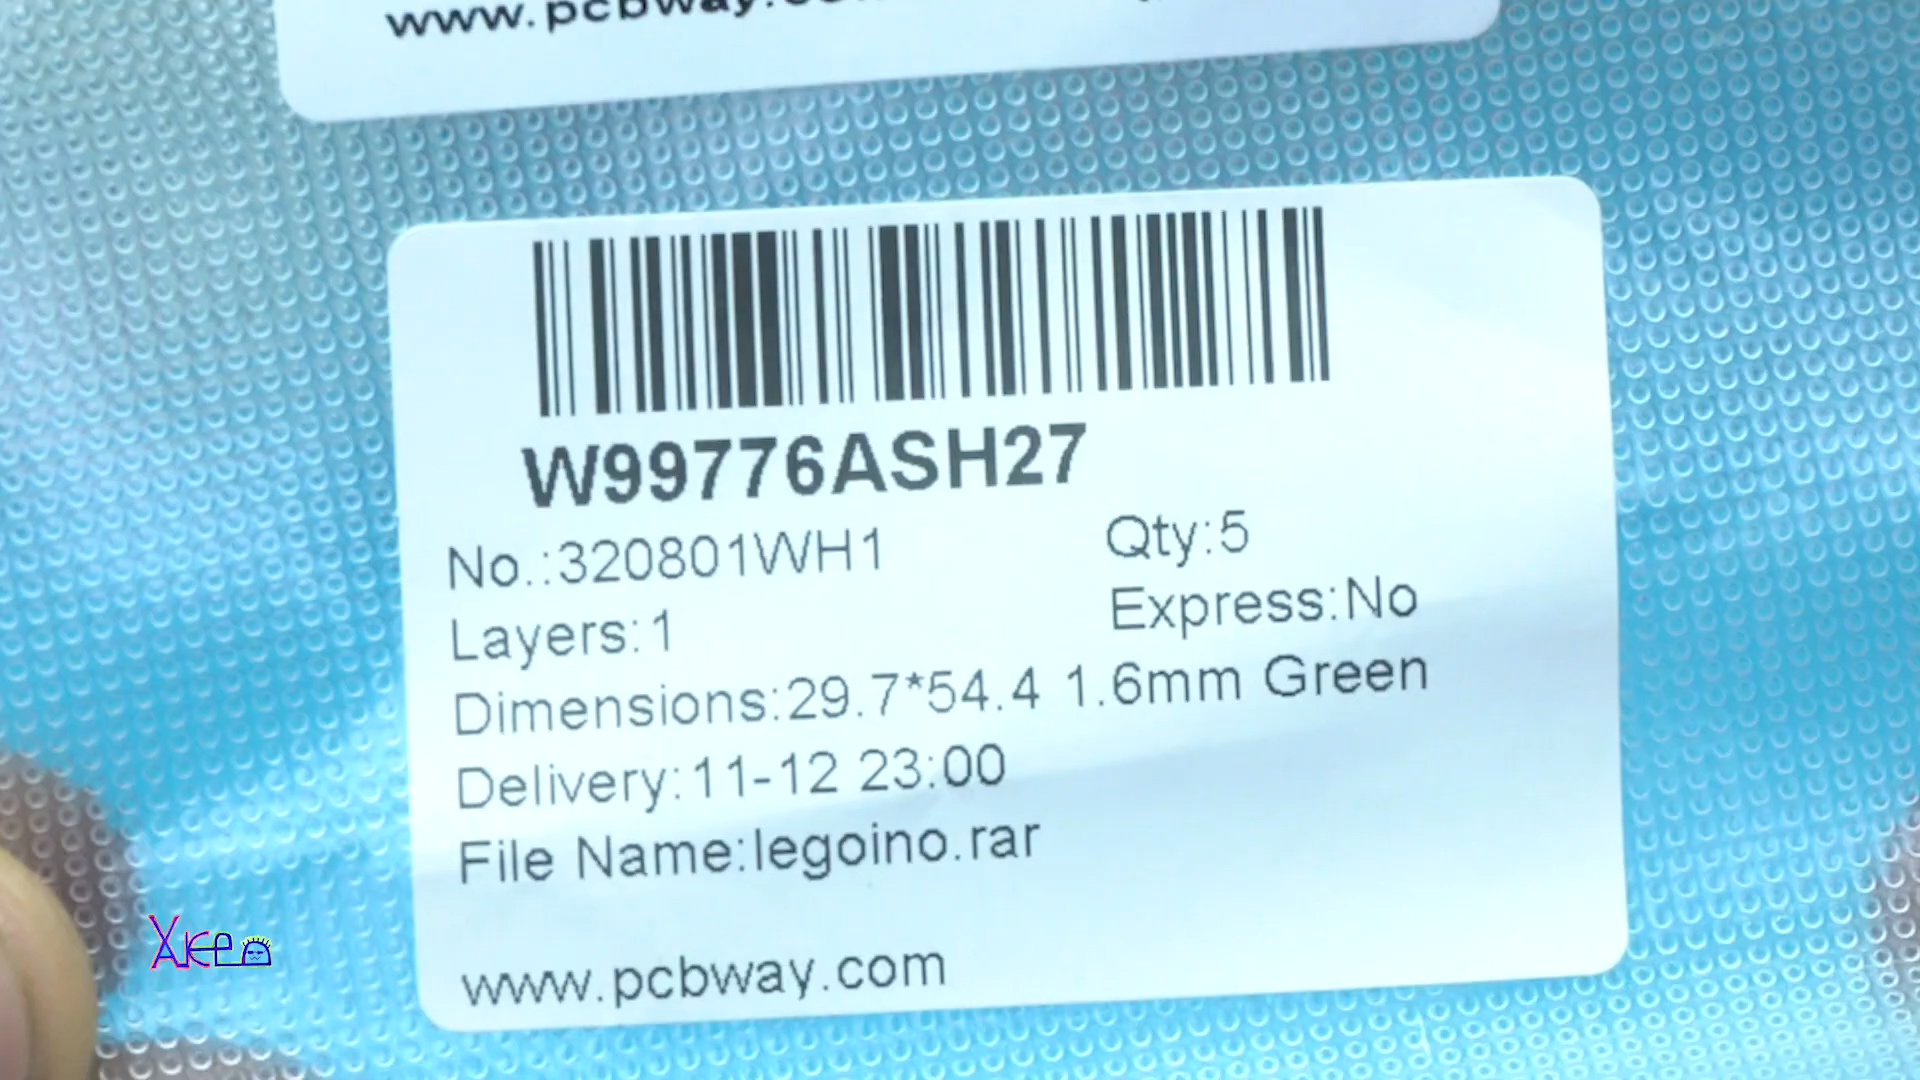 www.pcbway.co
W99776ASH27
No.:320801WH1 Qty:5
Layers:1 Express:No
Dimensions:29.7*54.4 1.6mm Green
Delivery:11-12 23:00
File Name:legoino.rar
www.pcbway.com